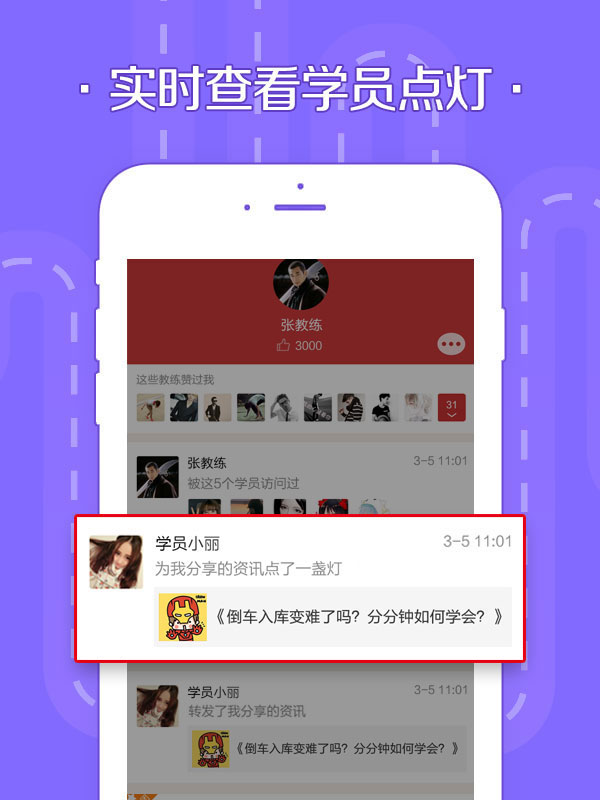 · 实时查看学员点灯 ·
张教练
3000
这些教练赞过我
31
张教练
3-5 11:01
被这5个学员访问过
学员小丽
3-5 11:01
为我分享的资讯点了一盏灯
《倒车入库变难了吗？分分钟如何学会？》
学员小丽
3-5 11:01
转发了我分享的资讯
《倒车入库变难了吗？分分钟如何学会？》